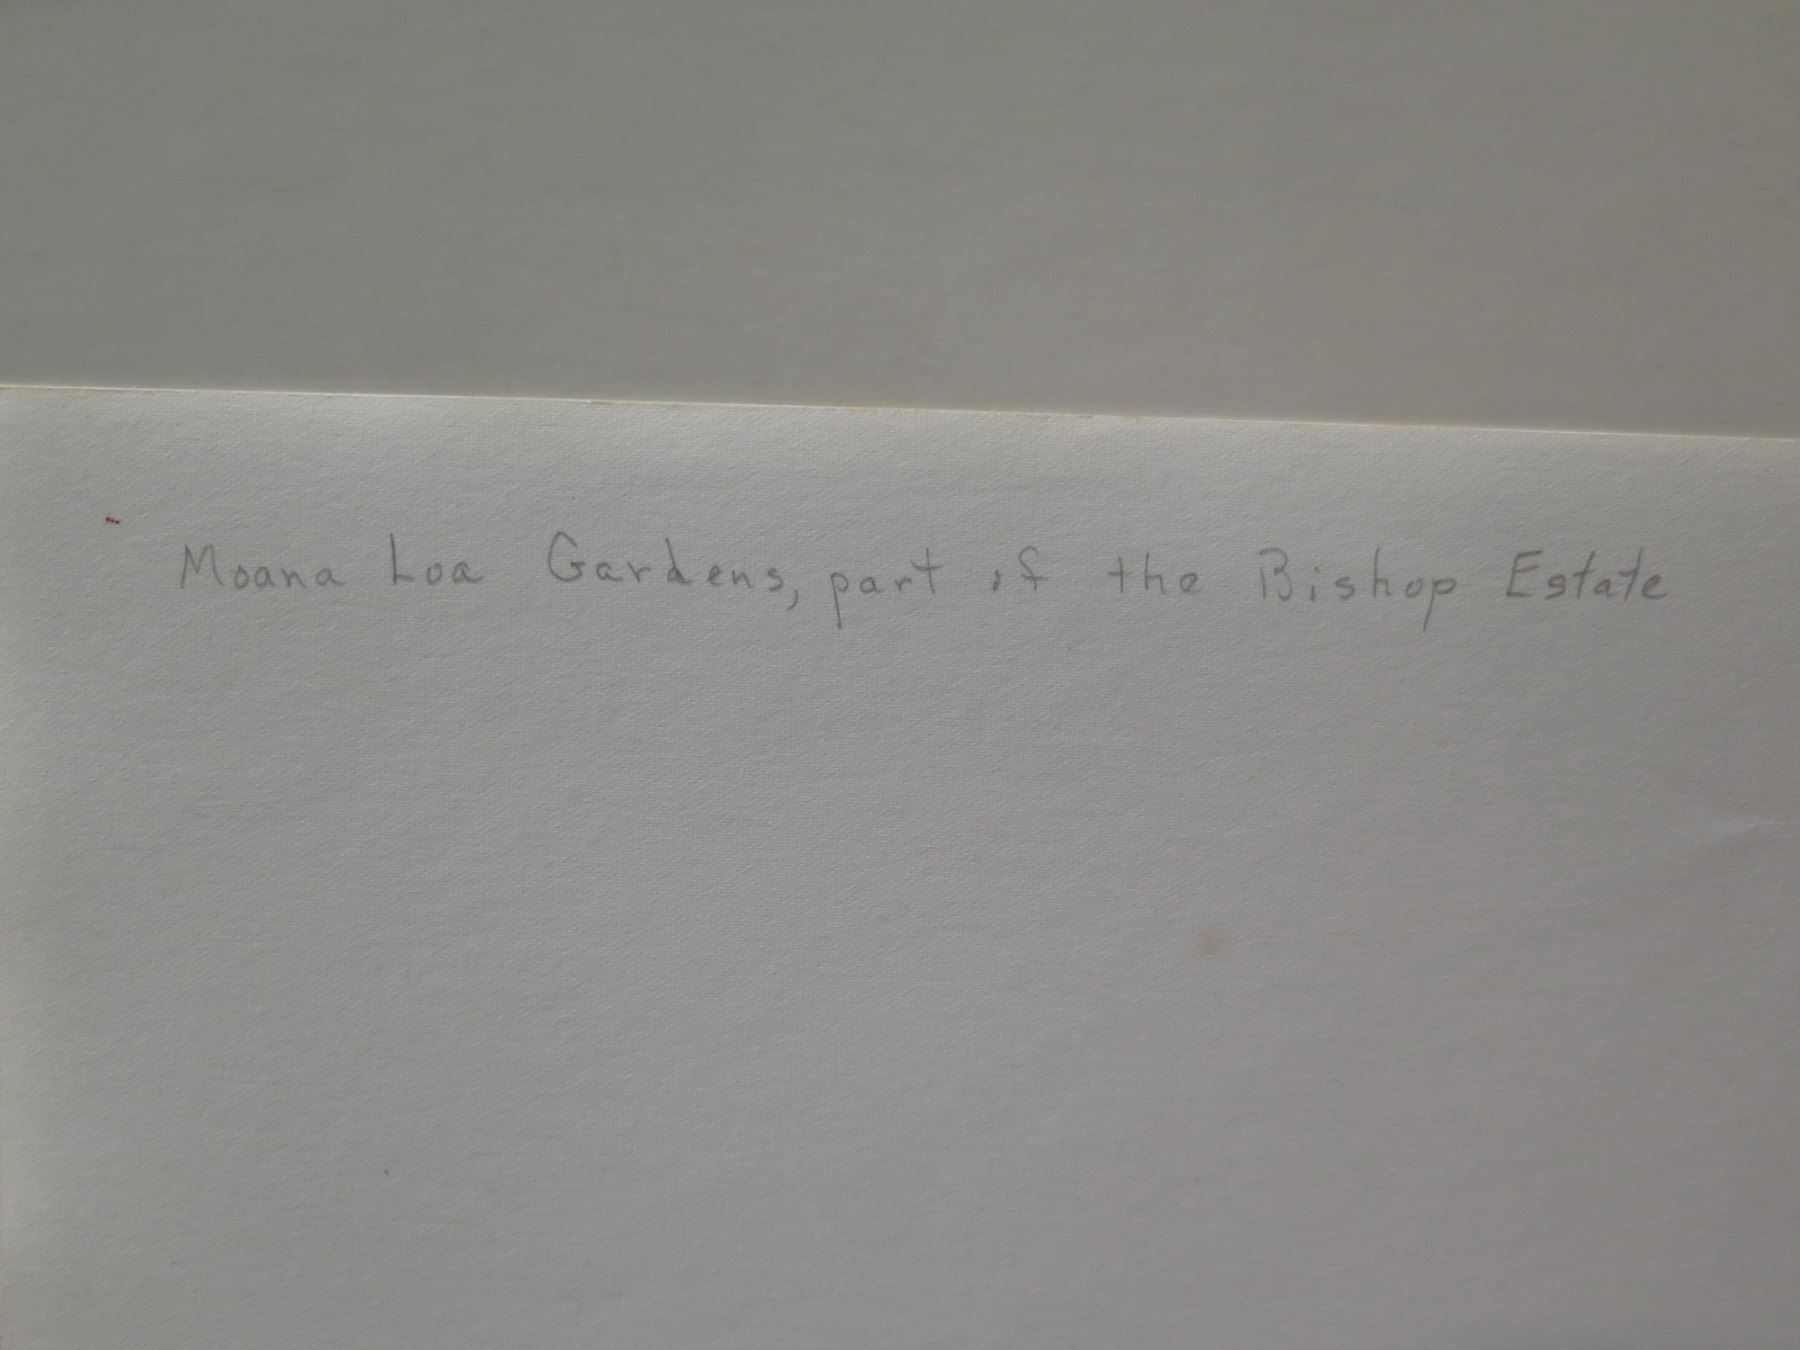 Moana Loa Gardens, part of the Bishop Estate